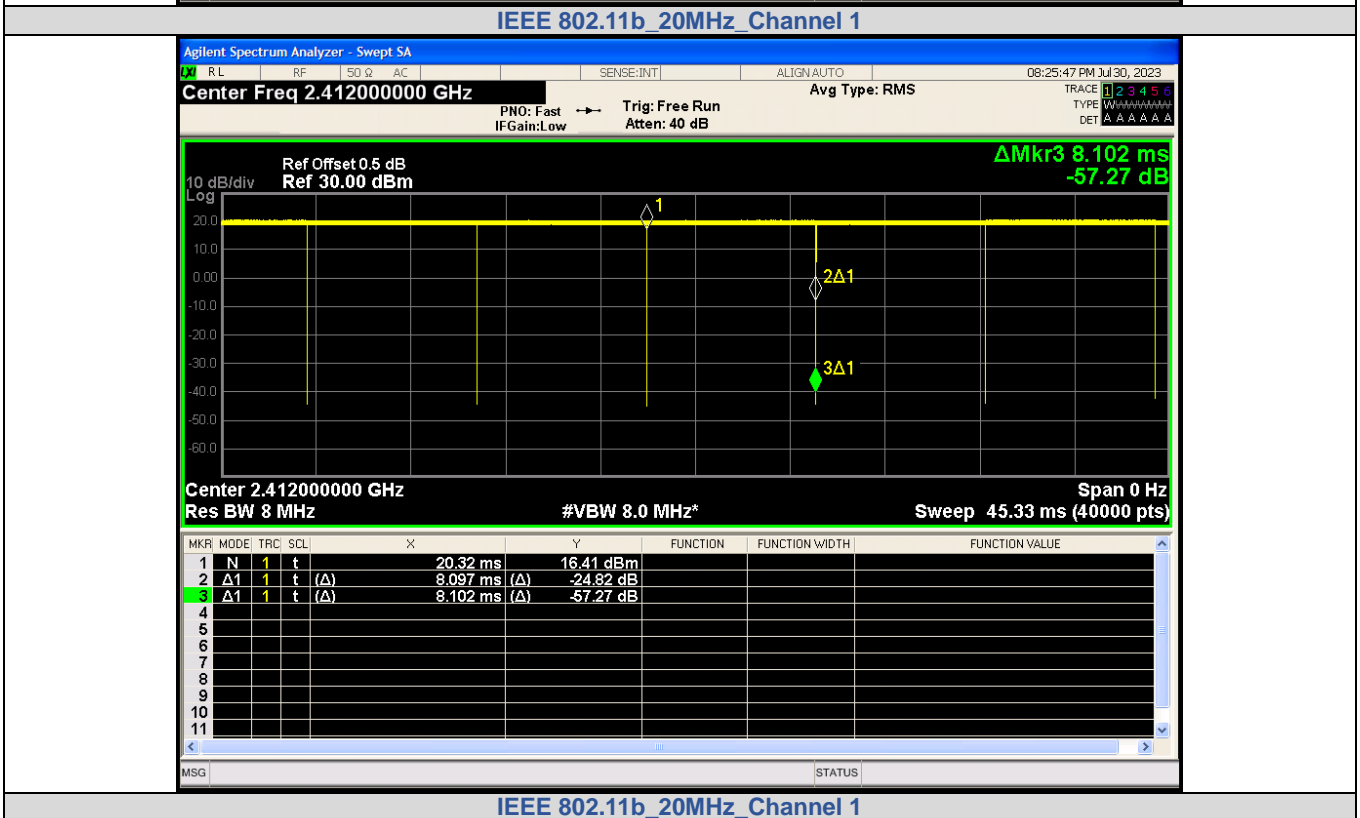 IEEE 802.11b_20MHz_Channel 1
Agilent Spectrum Analyzer - Swept SA
LXI RL RF 50 Ω AC SENSE:INT ALIGN AUTO 08:25:47 PM Jul 30, 2023
Center Freq 2.412000000 GHz
PNO: Fast
IFGain:Low
Trig: Free Run
Atten: 40 dB
Avg Type: RMS
TRACE 1 2 3 4 5 6
TYPE
DET A A A A A A
ΔMkr3 8.102 ms
-57.27 dB
Ref Offset 0.5 dB
10 dB/div Ref 30.00 dBm
Log
20.0
10.0
0.00
-10.0
-20.0
-30.0
-40.0
-50.0
-60.0
1
2Δ1
3Δ1
Center 2.412000000 GHz Span 0 Hz
Res BW 8 MHz #VBW 8.0 MHz* Sweep 45.33 ms (40000 pts)
MKR MODE TRC SCL X Y FUNCTION FUNCTION WIDTH FUNCTION VALUE
1 N 1 t 20.32 ms 16.41 dBm
2 Δ1 1 t (Δ) 8.097 ms (Δ) -24.82 dB
3 Δ1 1 t (Δ) 8.102 ms (Δ) -57.27 dB
4
5
6
7
8
9
10
11
MSG STATUS
IEEE 802.11b_20MHz_Channel 1